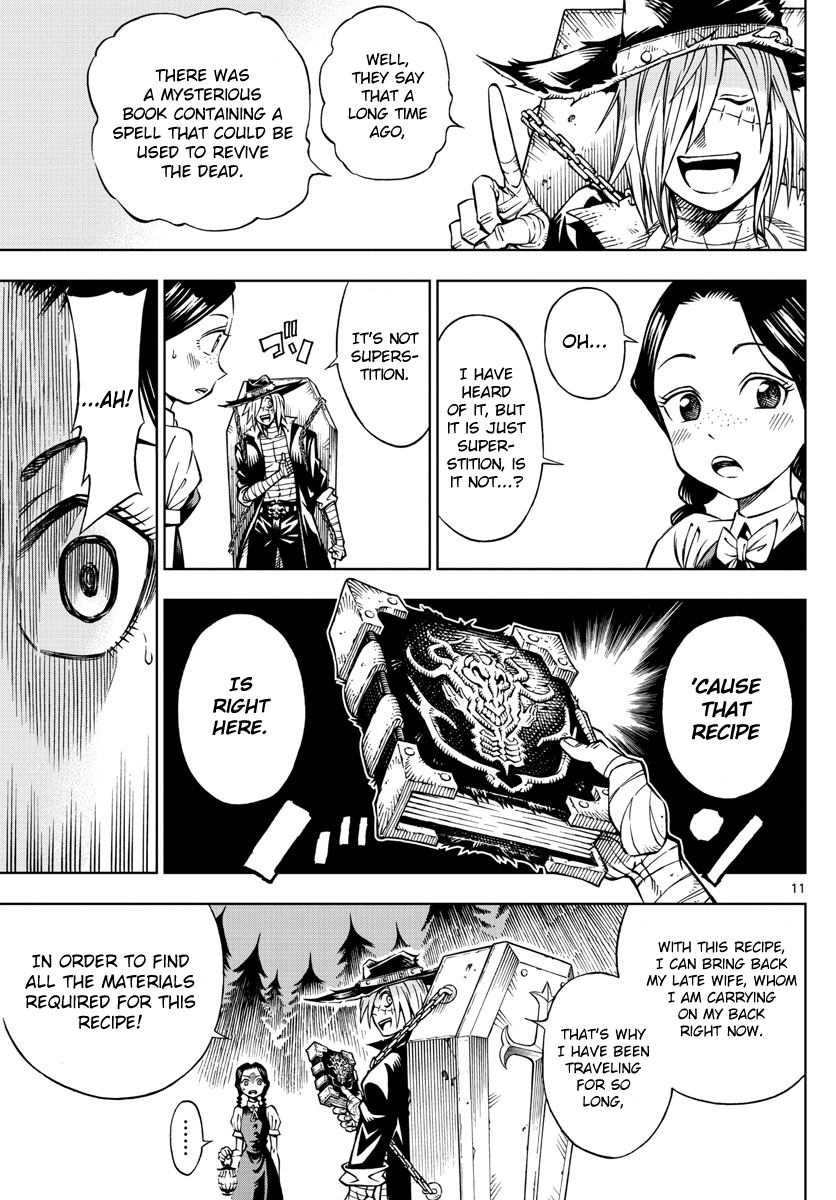 WELL,
THEY SAY
THAT A
LONG TIME
AGO,
THERE WAS
A MYSTERIOUS
BOOK CONTAINING A
SPELL THAT COULD BE
USED TO REVIVE
THE DEAD.
OH...
I HAVE
HEARD
OF IT, BUT
IT IS JUST
SUPER-
STITION, IS
IT NOT...?
IT'S NOT
SUPERS-
TITION.
ゴソ
...AH!
'CAUSE
THAT
RECIPE
IS
RIGHT
HERE.
11
WITH THIS RECIPE,
I CAN BRING BACK
MY LATE WIFE, WHOM
I AM CARRYING
ON MY BACK
RIGHT NOW.
THAT'S WHY
I HAVE BEEN
TRAVELING
FOR SO
LONG,
IN ORDER TO FIND
ALL THE MATERIALS
REQUIRED FOR THIS
RECIPE!
......